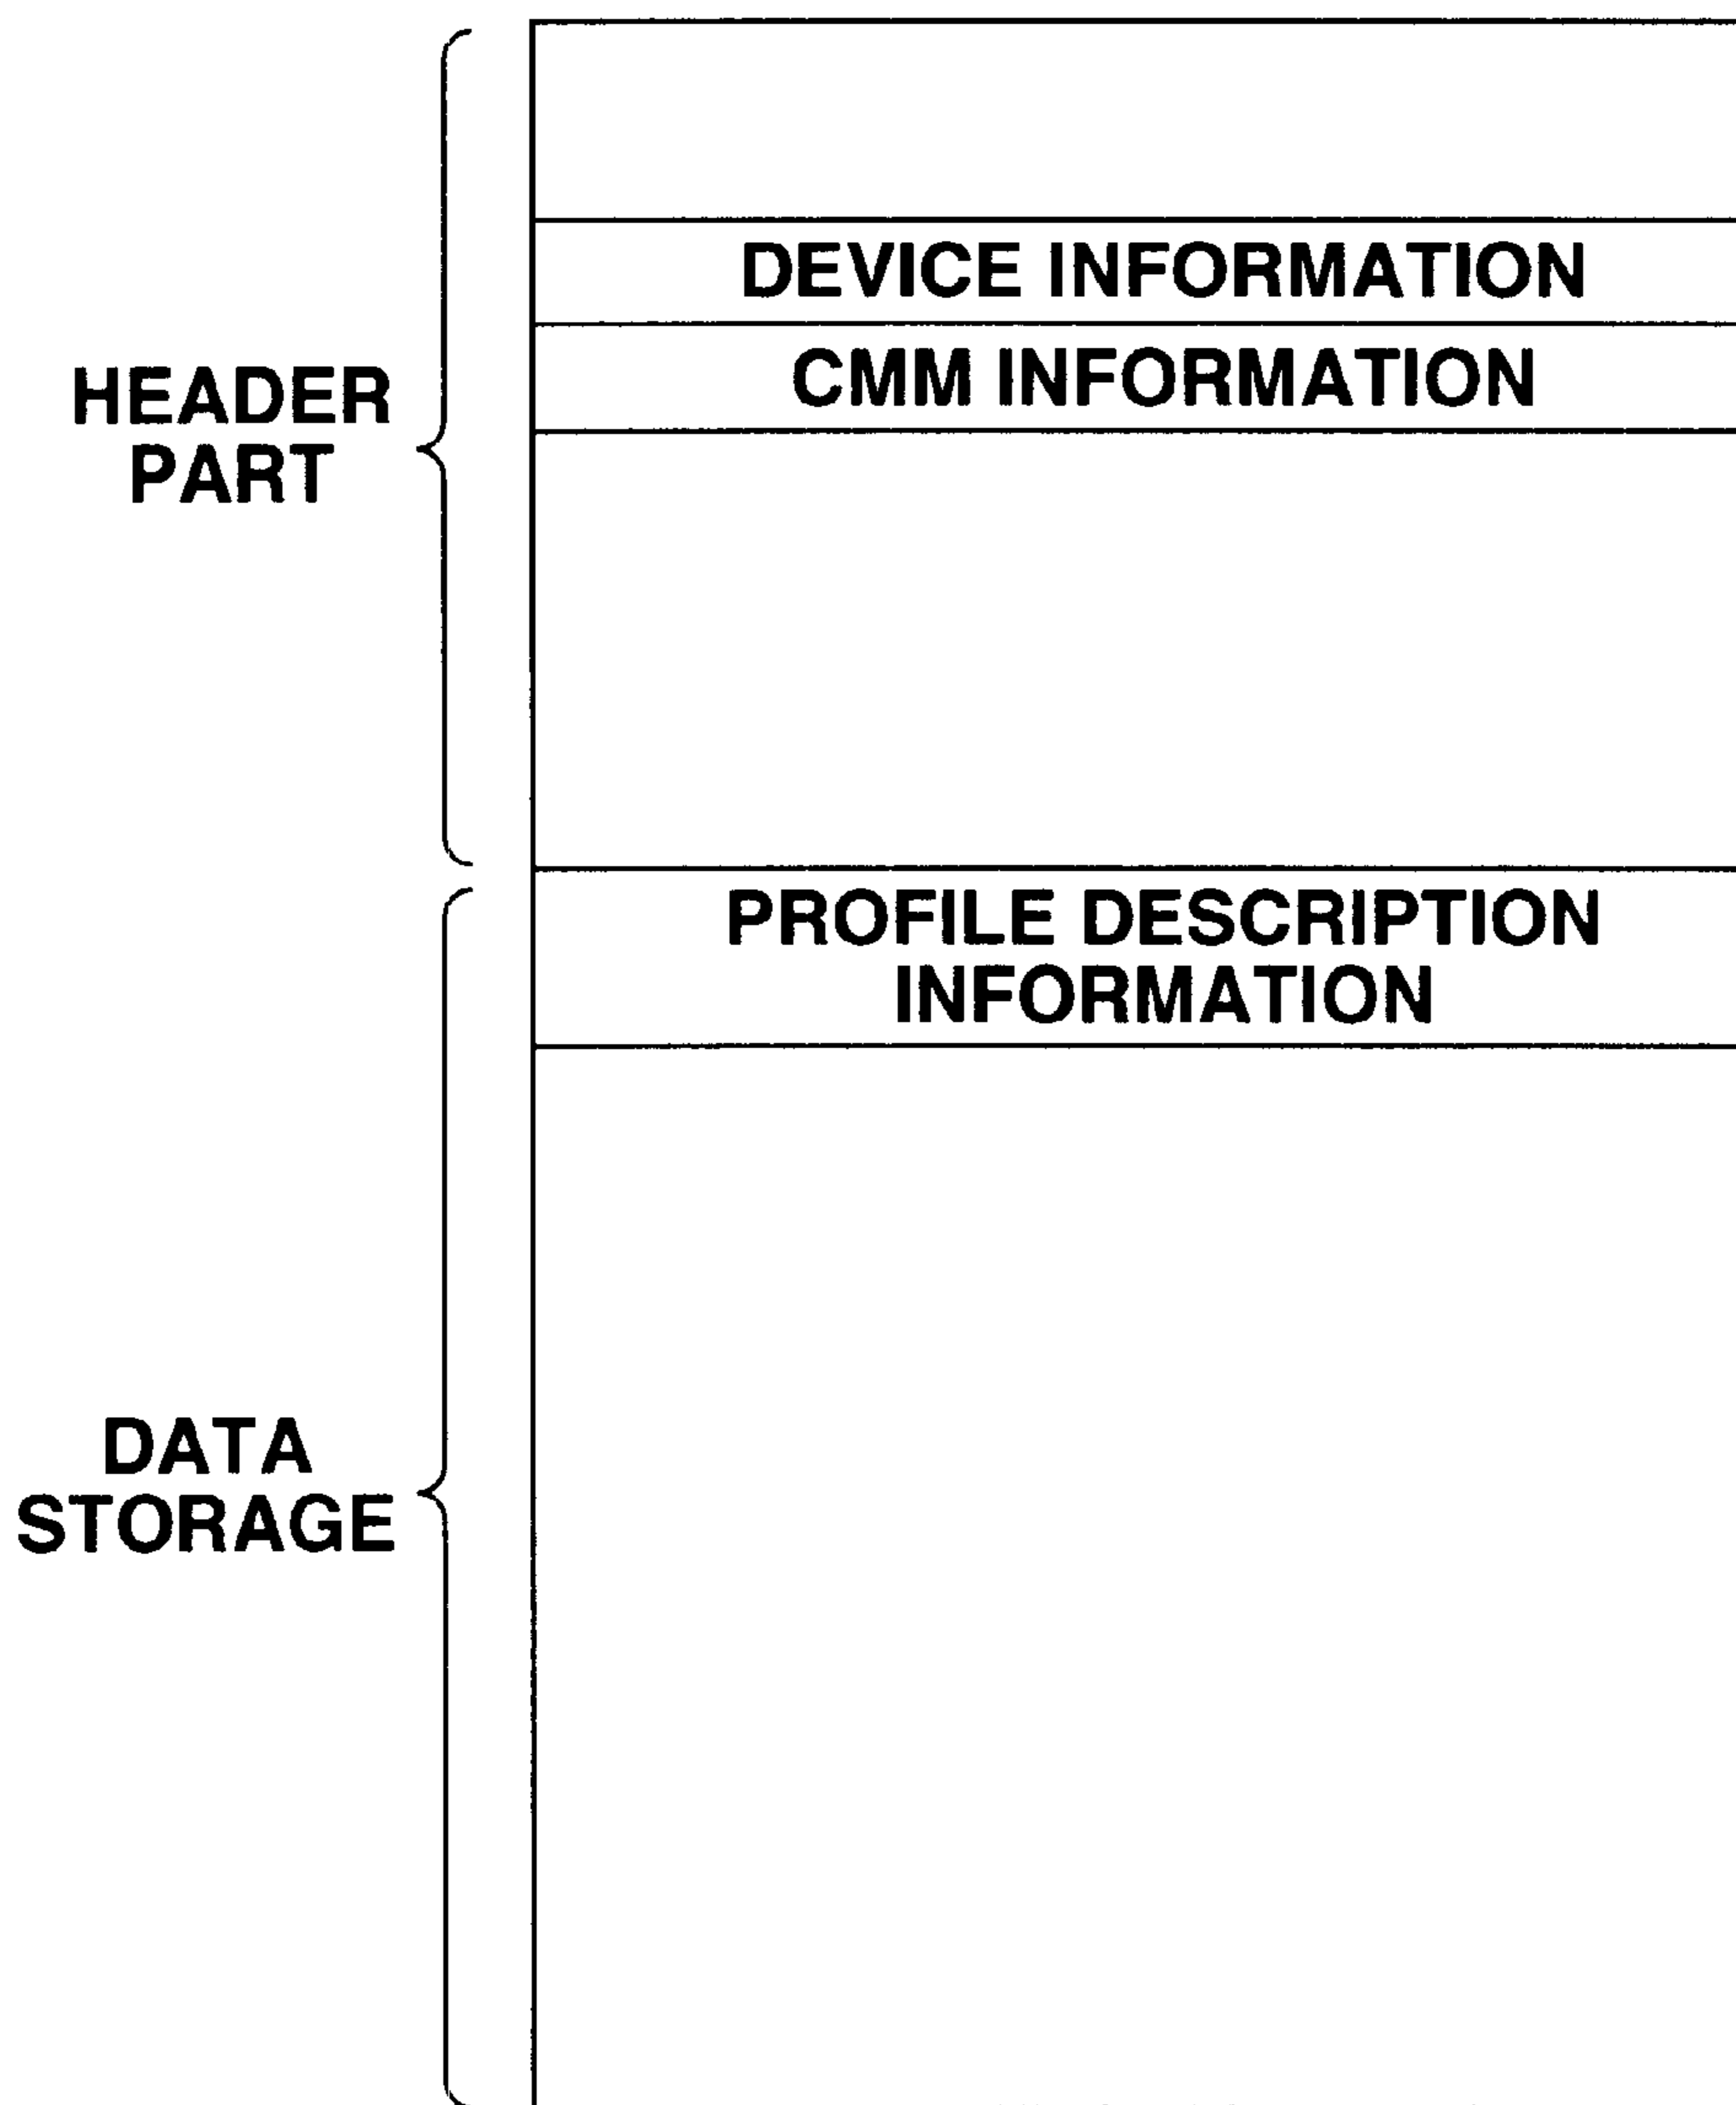 DEVICE INFORMATION
CMM INFORMATION
HEADER
PART
PROFILE DESCRIPTION
INFORMATION
DATA
STORAGE